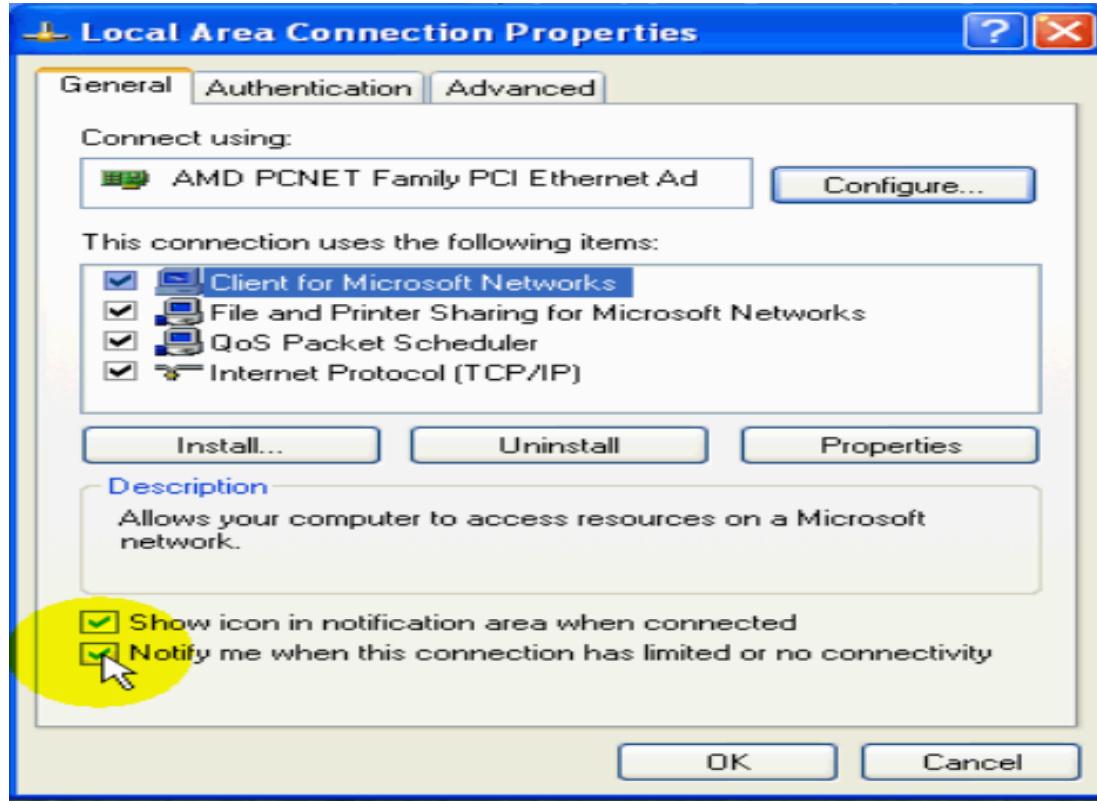 Local Area Connection Properties
General Authentication Advanced
Connect using:
AMD PCNET Family PCI Ethernet Ad
Configure...
This connection uses the following items:
Client for Microsoft Networks
File and Printer Sharing for Microsoft Networks
QoS Packet Scheduler
Internet Protocol (TCP/IP)
Install... Uninstall Properties
Description
Allows your computer to access resources on a Microsoft
network.
Show icon in notification area when connected
Notify me when this connection has limited or no connectivity
OK Cancel